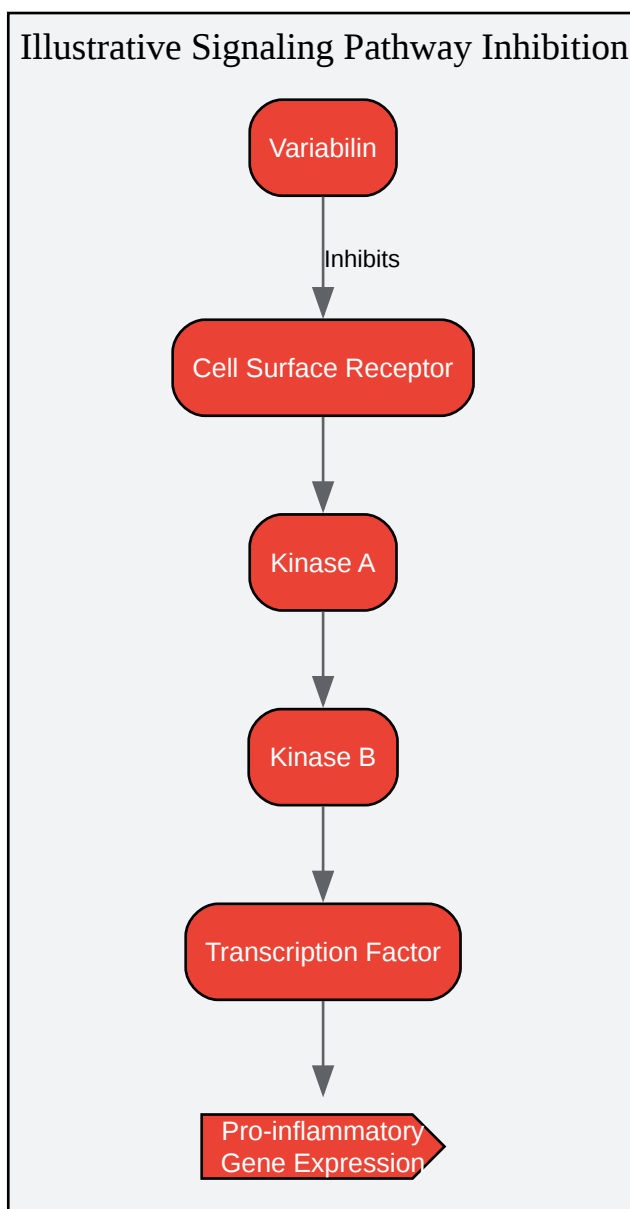 Illustrative Signaling Pathway Inhibition
Variabilin
Inhibits
Cell Surface Receptor
Kinase A
Kinase B
Transcription Factor
Pro-inflammatory
Gene Expression